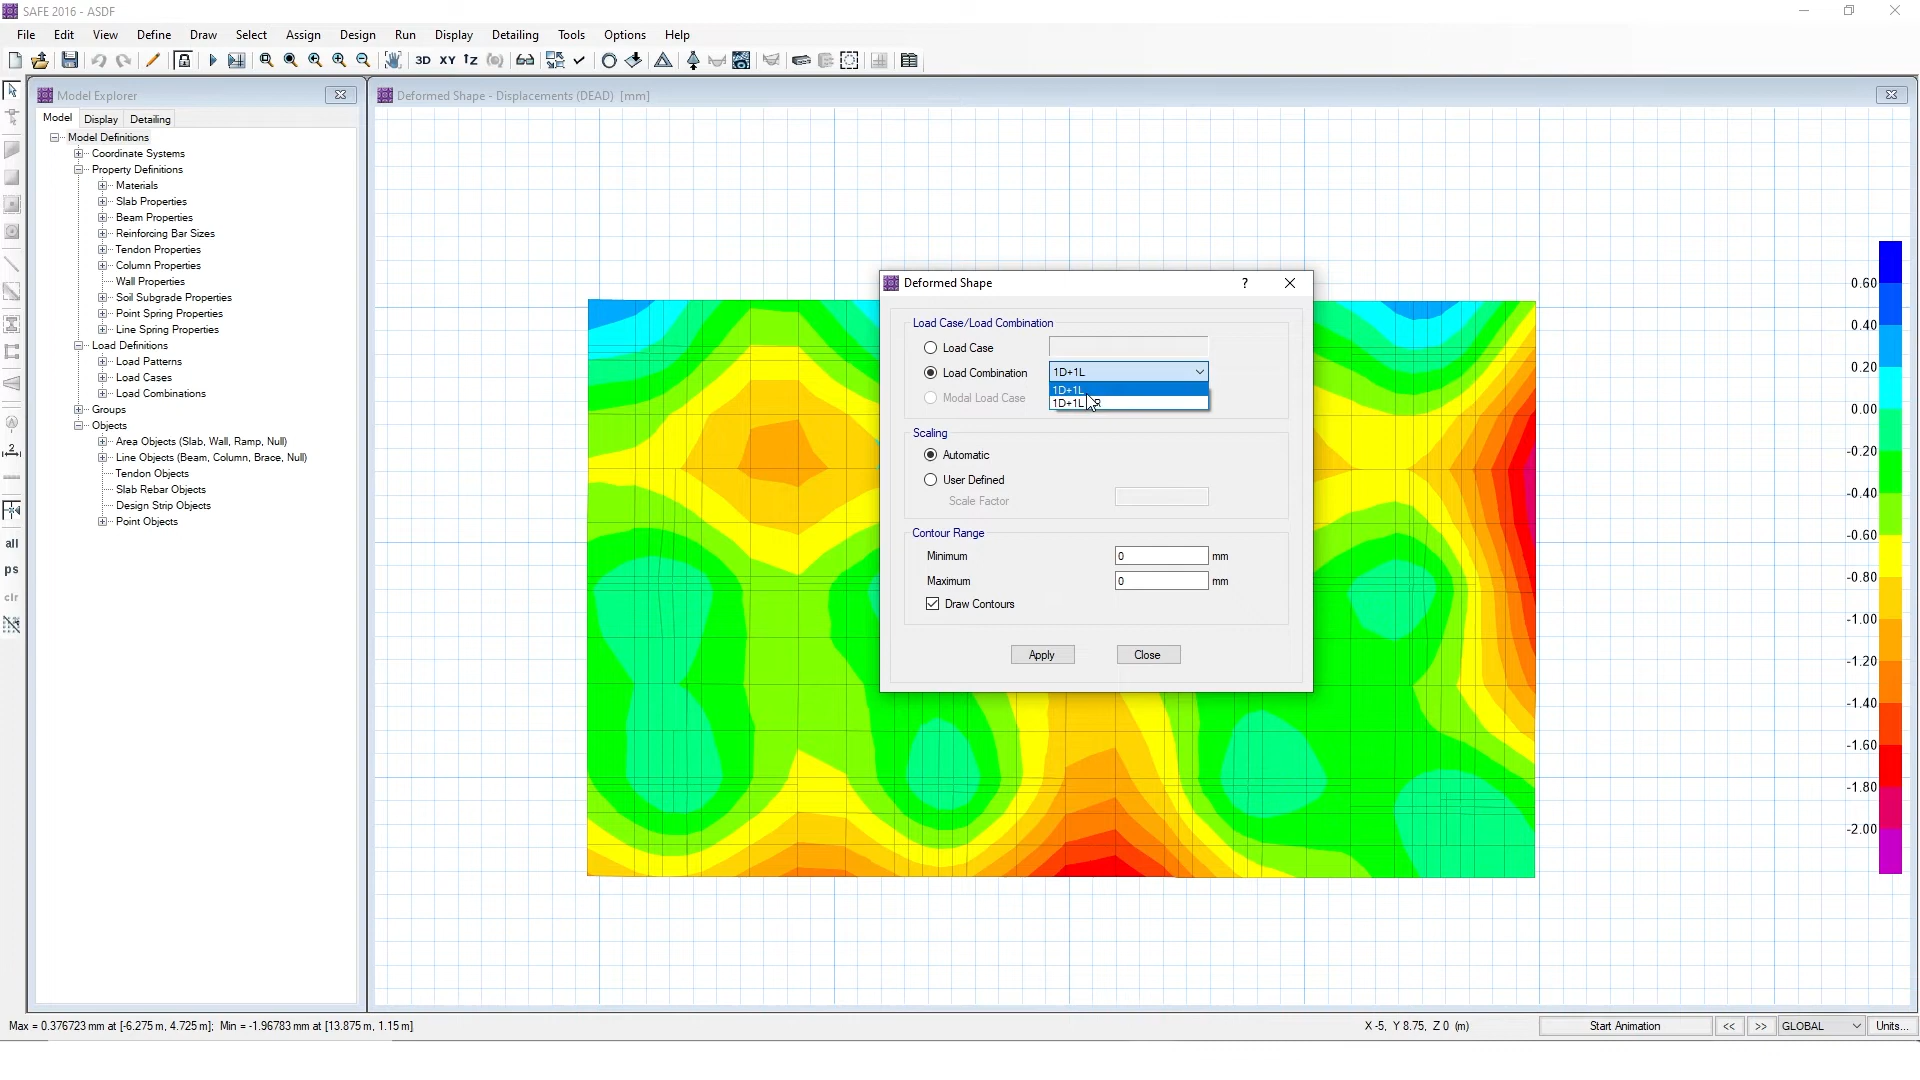 SAFE 2016 - ASDF
File Edit View Define Draw Select Assign Design Run Display Detailing Tools Options Help
3D XY
Model Explorer
Deformed Shape - Displacements (DEAD) [mm]
Model Display Detailing
Model Definitions
Coordinate Systems
Property Definitions
Materials
Slab Properties
Beam Properties
Reinforcing Bar Sizes
Tendon Properties
Column Properties
Wall Properties
Soil Subgrade Properties
Point Spring Properties
Line Spring Properties
Load Definitions
Load Patterns
Load Cases
Load Combinations
Groups
Objects
Area Objects (Slab, Wall, Ramp, Null)
Line Objects (Beam, Column, Brace, Null)
Tendon Objects
Slab Rebar Objects
Design Strip Objects
Point Objects
all
ps
clr
Deformed Shape
?
Load Case/Load Combination
Load Case
Load Combination 1D+1L
1D+1L
1D+1L
Modal Load Case
Scaling
Automatic
User Defined
Scale Factor
Contour Range
Minimum 0 mm
Maximum 0 mm
Draw Contours
Apply Close
0.60
0.40
0.20
0.00
-0.20
-0.40
-0.60
-0.80
-1.00
-1.20
-1.40
-1.60
-1.80
-2.00
Max = 0.376723 mm at [-6.275 m, 4.725 m]; Min = -1.96783 mm at [13.875 m, 1.15 m]
X -5, Y 8.75, Z 0 (m)
Start Animation << >> GLOBAL Units...